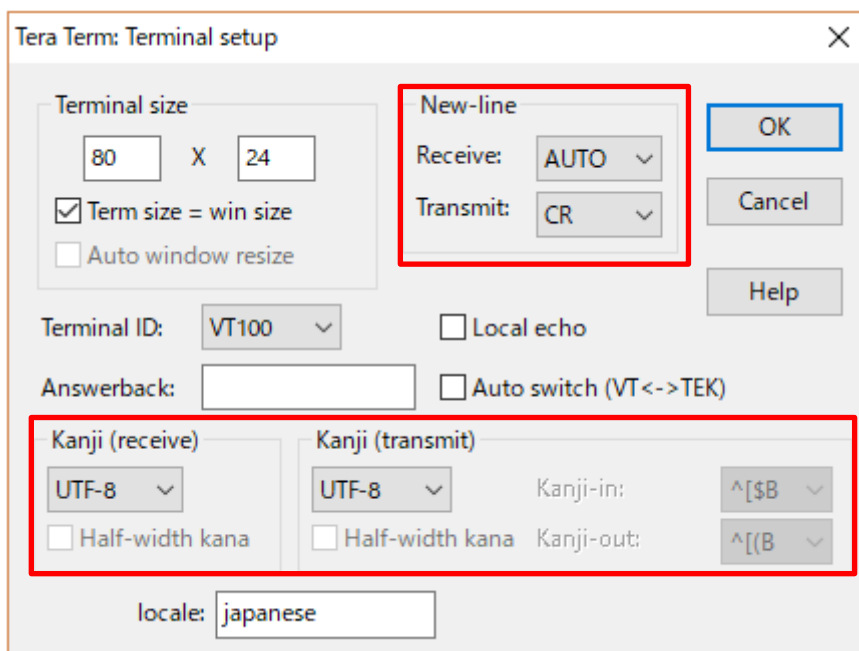 Tera Term: Terminal setup
Terminal size
80 X 24
Term size = win size
Auto window resize
New-line
Receive: AUTO
Transmit: CR
OK
Cancel
Help
Terminal ID: VT100
Local echo
Answerback:
Auto switch (VT<->TEK)
Kanji (receive)
UTF-8
Half-width kana
Kanji (transmit)
UTF-8
Half-width kana
Kanji-in: ^[$B
Kanji-out: ^[(B
locale: japanese